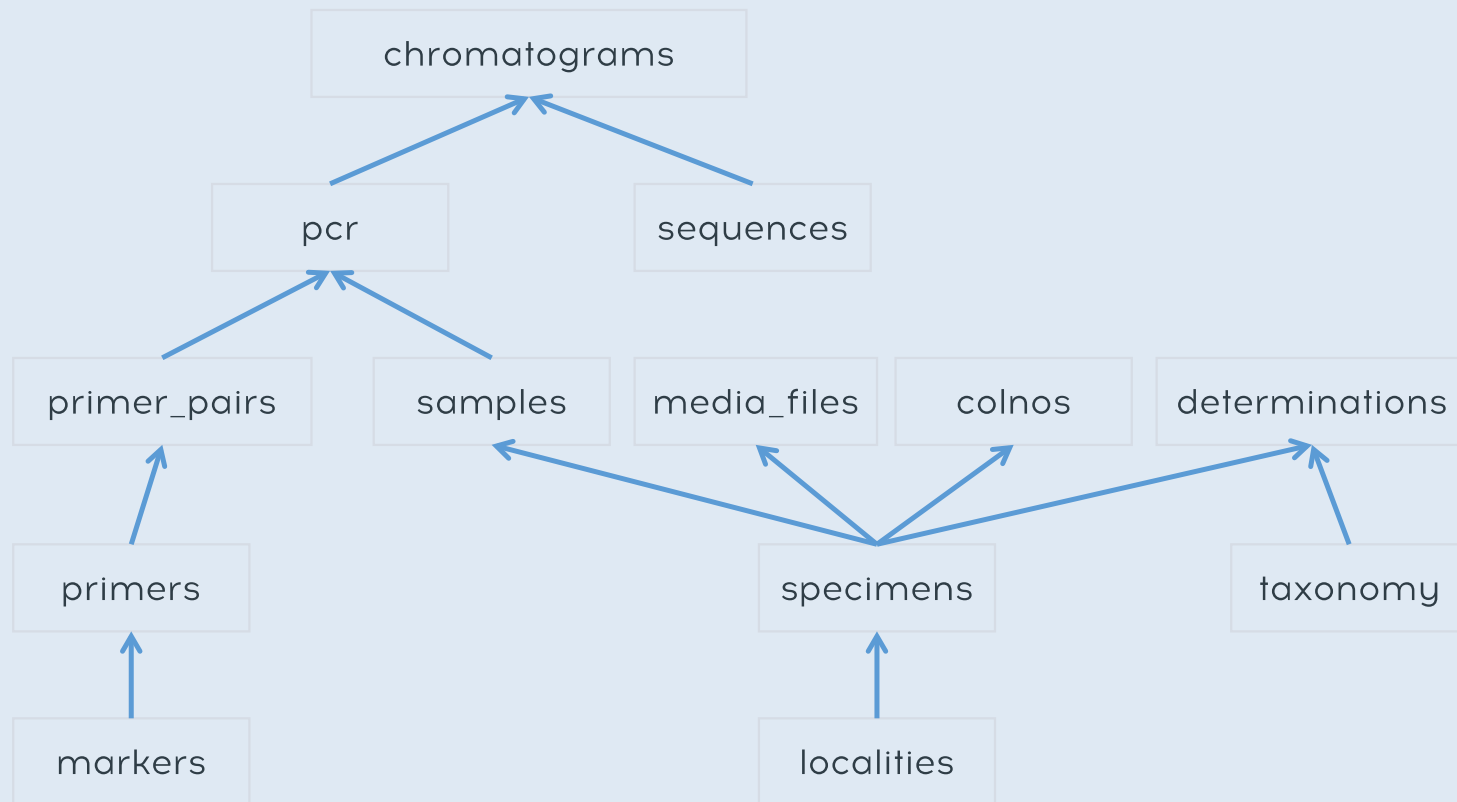 chromatograms
pcr
sequences
primer_pairs
samples
media_files
colnos
determinations
primers
specimens
taxonomy
markers
localities